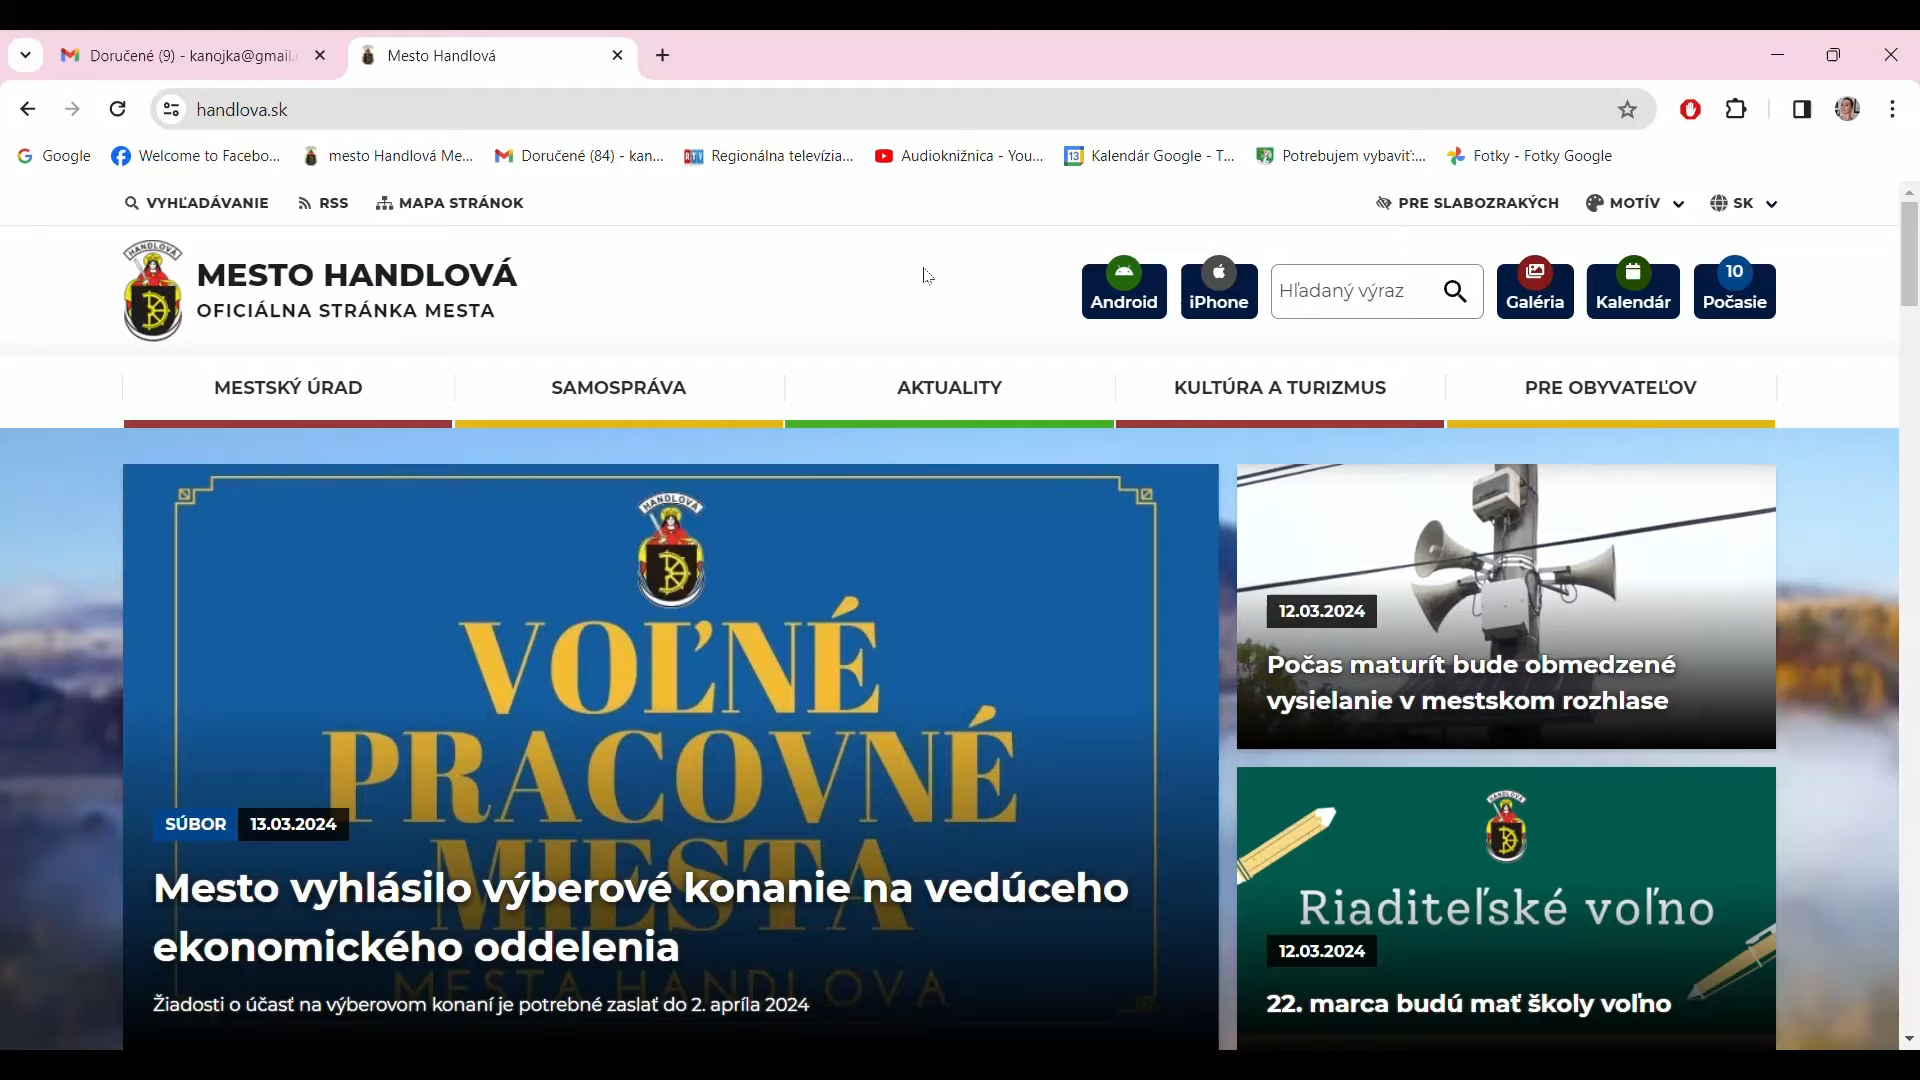 Doručené (9) - kanojka@gmail.
Mesto Handlová
handlova.sk
Google
Welcome to Facebo...
mesto Handlová Me...
Doručené (84) - kan...
Regionálna televízia...
Audioknižnica - You...
Kalendár Google - T...
Potrebujem vybaviť:...
Fotky - Fotky Google
VYHĽADÁVANIE
RSS
MAPA STRÁNOK
PRE SLABOZRAKÝCH
MOTÍV
SK
HANDLOVÁ
MESTO HANDLOVÁ
OFICIÁLNA STRÁNKA MESTA
Android
iPhone
Hľadaný výraz
Galéria
Kalendár
10
Počasie
MESTSKÝ ÚRAD
SAMOSPRÁVA
AKTUALITY
KULTÚRA A TURIZMUS
PRE OBYVATEĽOV
HANDLOVÁ
VOĽNÉ
PRACOVNÉ
MIESTA
MESTA HANDLOVA
SÚBOR
13.03.2024
Mesto vyhlásilo výberové konanie na vedúceho
ekonomického oddelenia
Žiadosti o účasť na výberovom konaní je potrebné zaslať do 2. apríla 2024
12.03.2024
Počas maturít bude obmedzené
vysielanie v mestskom rozhlase
HANDLOVÁ
Riaditeľské voľno
12.03.2024
22. marca budú mať školy voľno